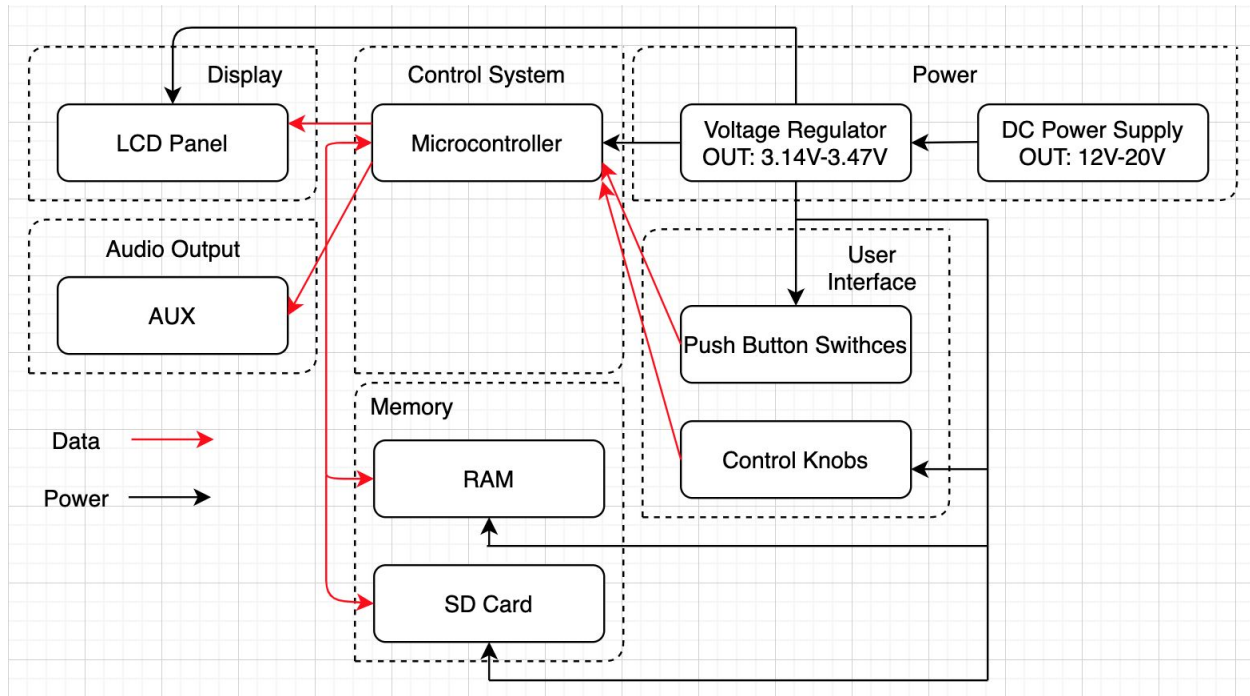 Display
LCD Panel
Control System
Microcontroller
Power
Voltage Regulator
OUT: 3.14V-3.47V
DC Power Supply
OUT: 12V-20V
Audio Output
AUX
User
Interface
Push Button Swithces
Control Knobs
Memory
RAM
SD Card
Data
Power